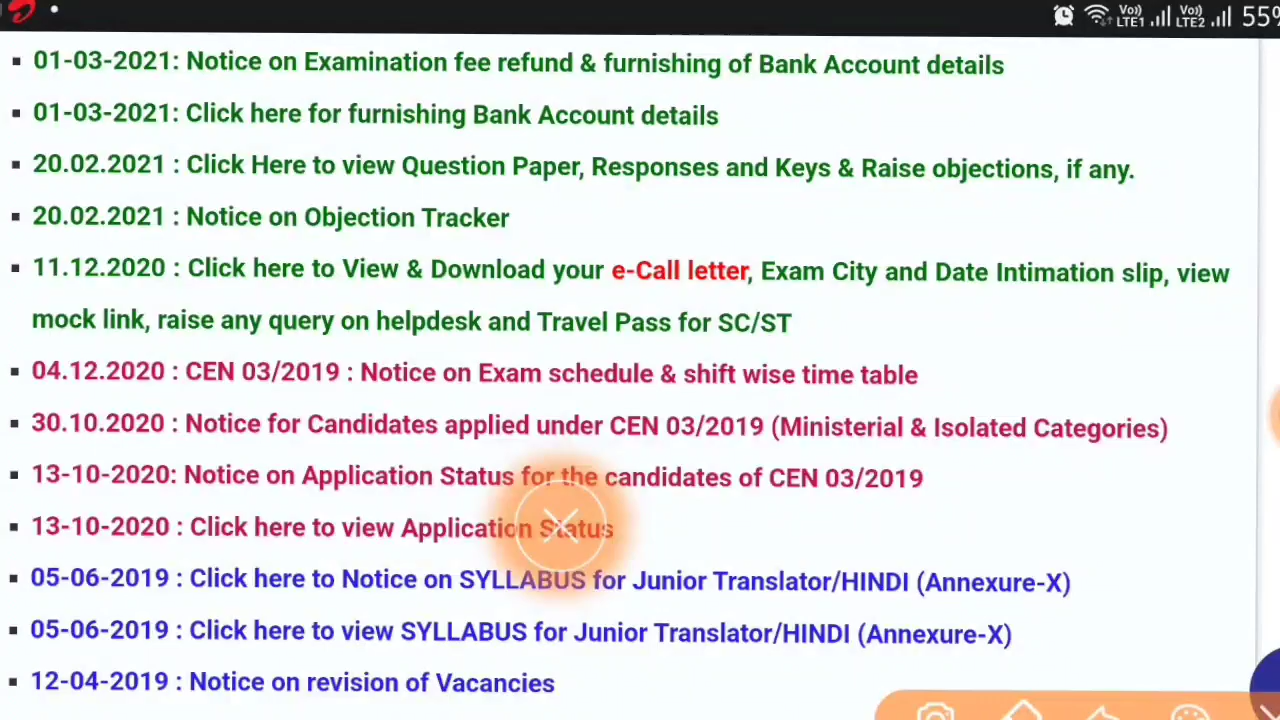 Vo) LTE1 Vo) LTE2 55%
01-03-2021: Notice on Examination fee refund & furnishing of Bank Account details
01-03-2021: Click here for furnishing Bank Account details
20.02.2021 : Click Here to view Question Paper, Responses and Keys & Raise objections, if any.
20.02.2021 : Notice on Objection Tracker
11.12.2020 : Click here to View & Download your e-Call letter, Exam City and Date Intimation slip, view
mock link, raise any query on helpdesk and Travel Pass for SC/ST
04.12.2020 : CEN 03/2019 : Notice on Exam schedule & shift wise time table
30.10.2020 : Notice for Candidates applied under CEN 03/2019 (Ministerial & Isolated Categories)
13-10-2020: Notice on Application Status for the candidates of CEN 03/2019
13-10-2020 : Click here to view Application Status
05-06-2019 : Click here to Notice on SYLLABUS for Junior Translator/HINDI (Annexure-X)
05-06-2019 : Click here to view SYLLABUS for Junior Translator/HINDI (Annexure-X)
12-04-2019 : Notice on revision of Vacancies